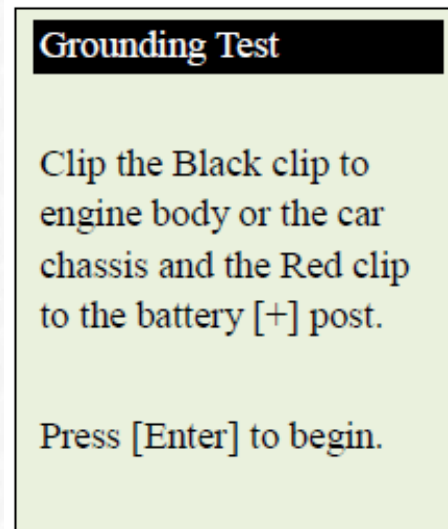 Grounding Test
Clip the Black clip to
engine body or the car
chassis and the Red clip
to the battery [+] post.
Press [Enter] to begin.